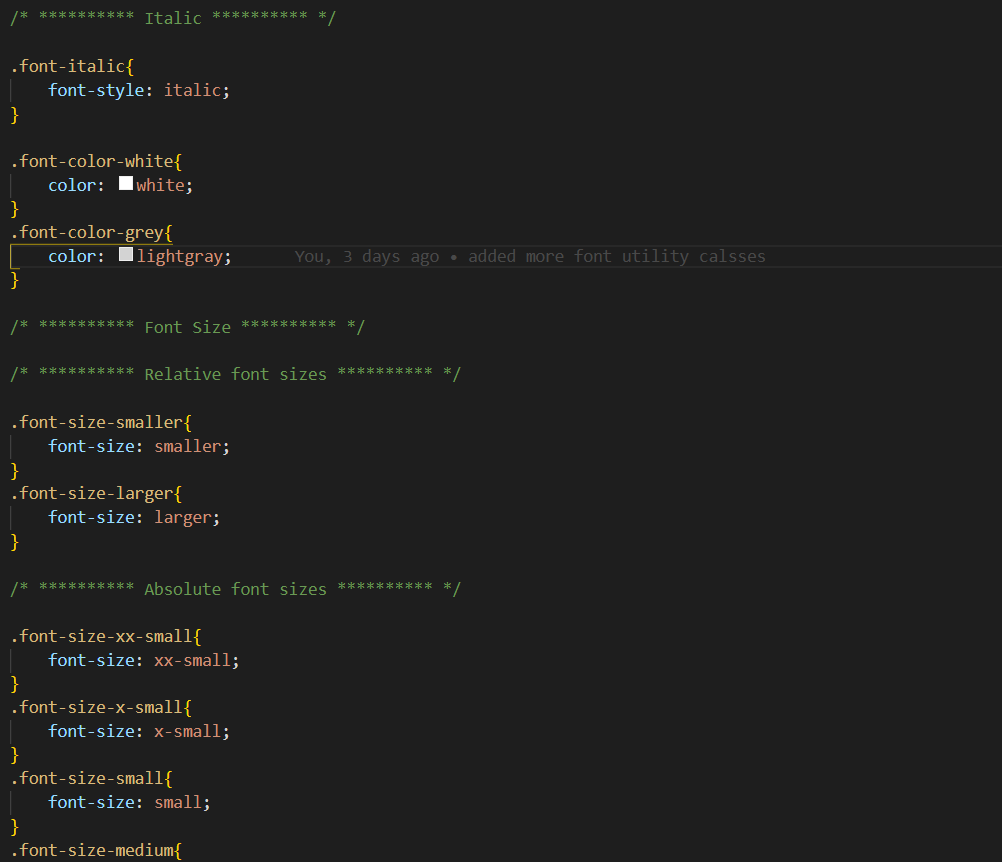 /* ********** Italic ********** */
.font-italic{
font-style: italic;
}
.font-color-white{
color: white;
}
.font-color-grey{
color: lightgray; You, 3 days ago • added more font utility calsses
}
/* ********** Font Size ********** */
/* ********** Relative font sizes ********** */
.font-size-smaller{
font-size: smaller;
}
.font-size-larger{
font-size: larger;
}
/* ********** Absolute font sizes ********** */
.font-size-xx-small{
font-size: xx-small;
}
.font-size-x-small{
font-size: x-small;
}
.font-size-small{
font-size: small;
}
.font-size-medium{